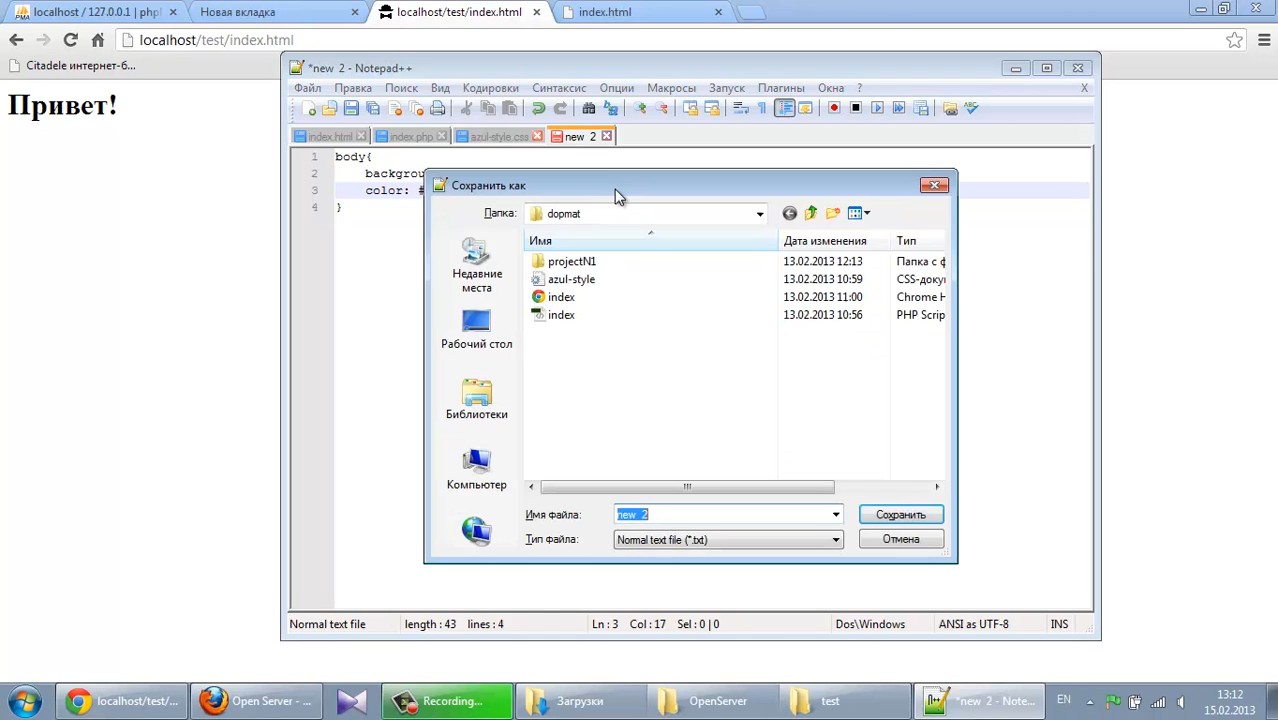 localhost / 127.0.0.1 | ph
Новая вкладка
localhost/test/index.html
index.html
localhost/test/index.html
Citadele интернет-б...
Привет!
*new  2 - Notepad++
Файл Правка Поиск Вид Кодировки Синтаксис Опции Макросы Запуск Плагины Окна ? X
index.html index.php azul-style.css new  2
1 body{
2 backgrou
3 color: #
4 }
Сохранить как
Папка: dopmat
Имя Дата изменения Тип
projectN1 13.02.2013 12:13 Папка с ф
azul-style 13.02.2013 10:59 CSS-доку
index 13.02.2013 11:00 Chrome H
index 13.02.2013 10:56 PHP Scrip
Недавние места
Рабочий стол
Библиотеки
Компьютер
Имя файла: new  2 Сохранить
Тип файла: Normal text file (*.txt) Отмена
Normal text file length : 43 lines : 4 Ln : 3 Col : 17 Sel : 0 | 0 Dos\Windows ANSI as UTF-8 INS
localhost/test/... Open Server - ... Recording... Загрузки OpenServer test *new  2 - Note... EN 13:12
15.02.2013